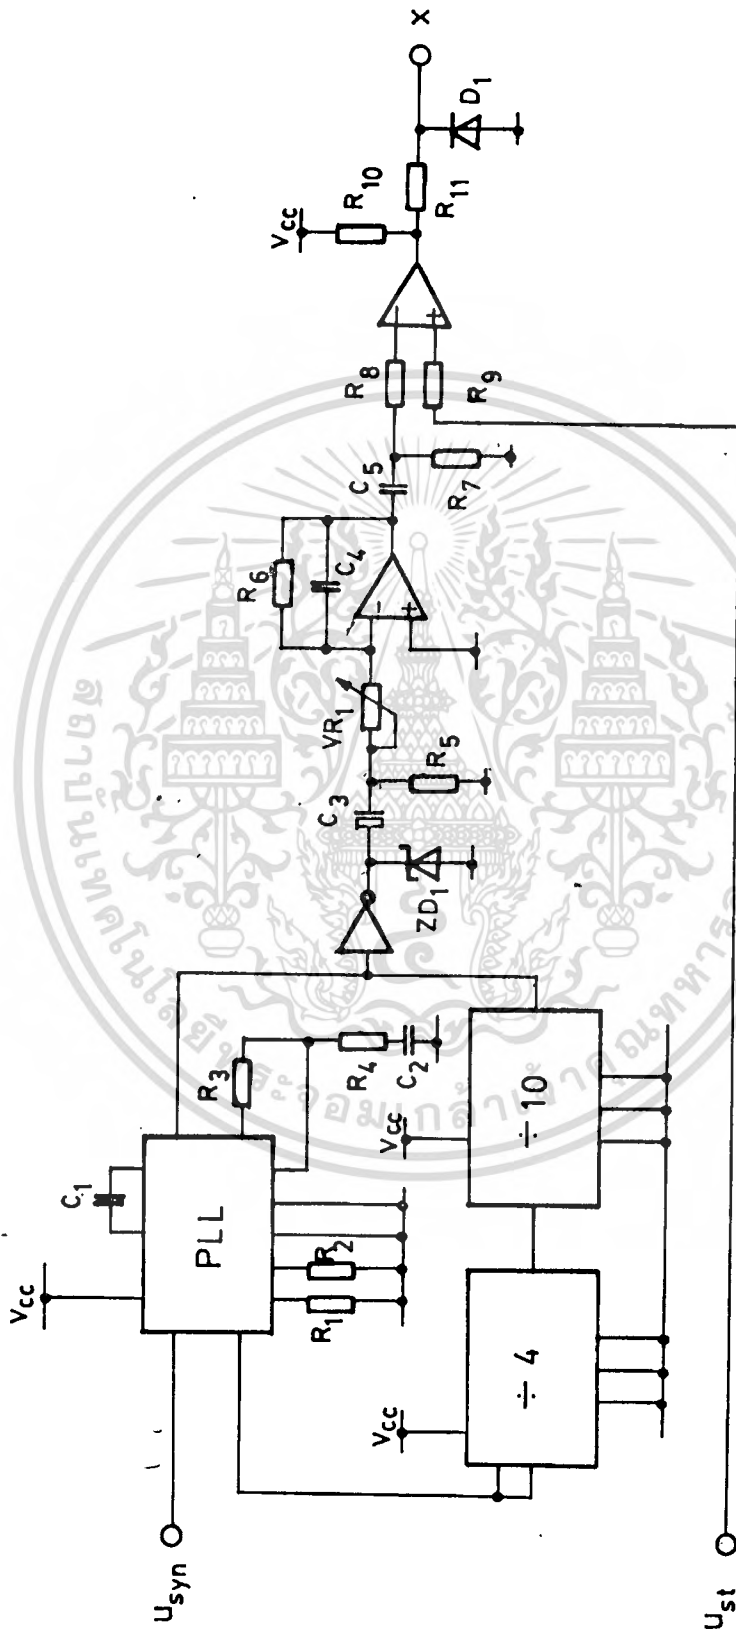 Vcc
C1
PLL
R3
R4
C2
R1
R2
usyn
÷ 4
Vcc
÷ 10
Vcc
ZD1
C3
R5
VR1
R6
C4
C5
R7
R8
R9
Vcc
R10
R11
D1
X
ust